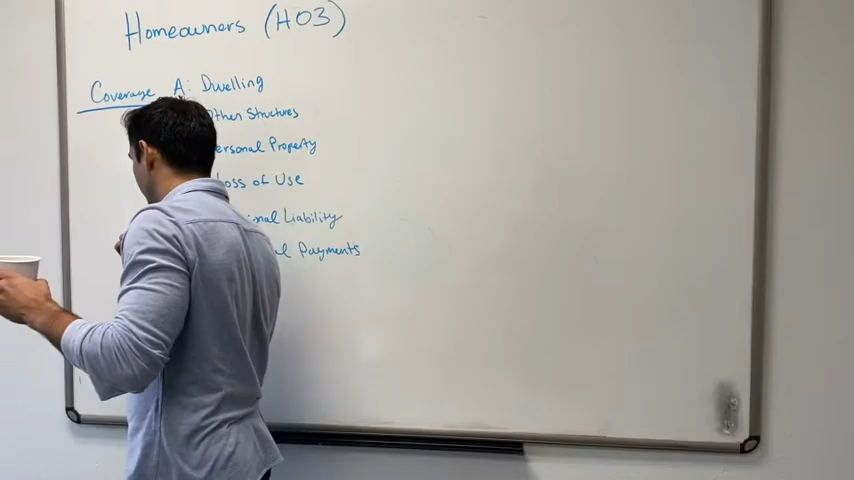 Homeowners (HO3)
Coverage A: Dwelling
Other Structures
ersonal Property
Loss of Use
nal Liability
al Payments